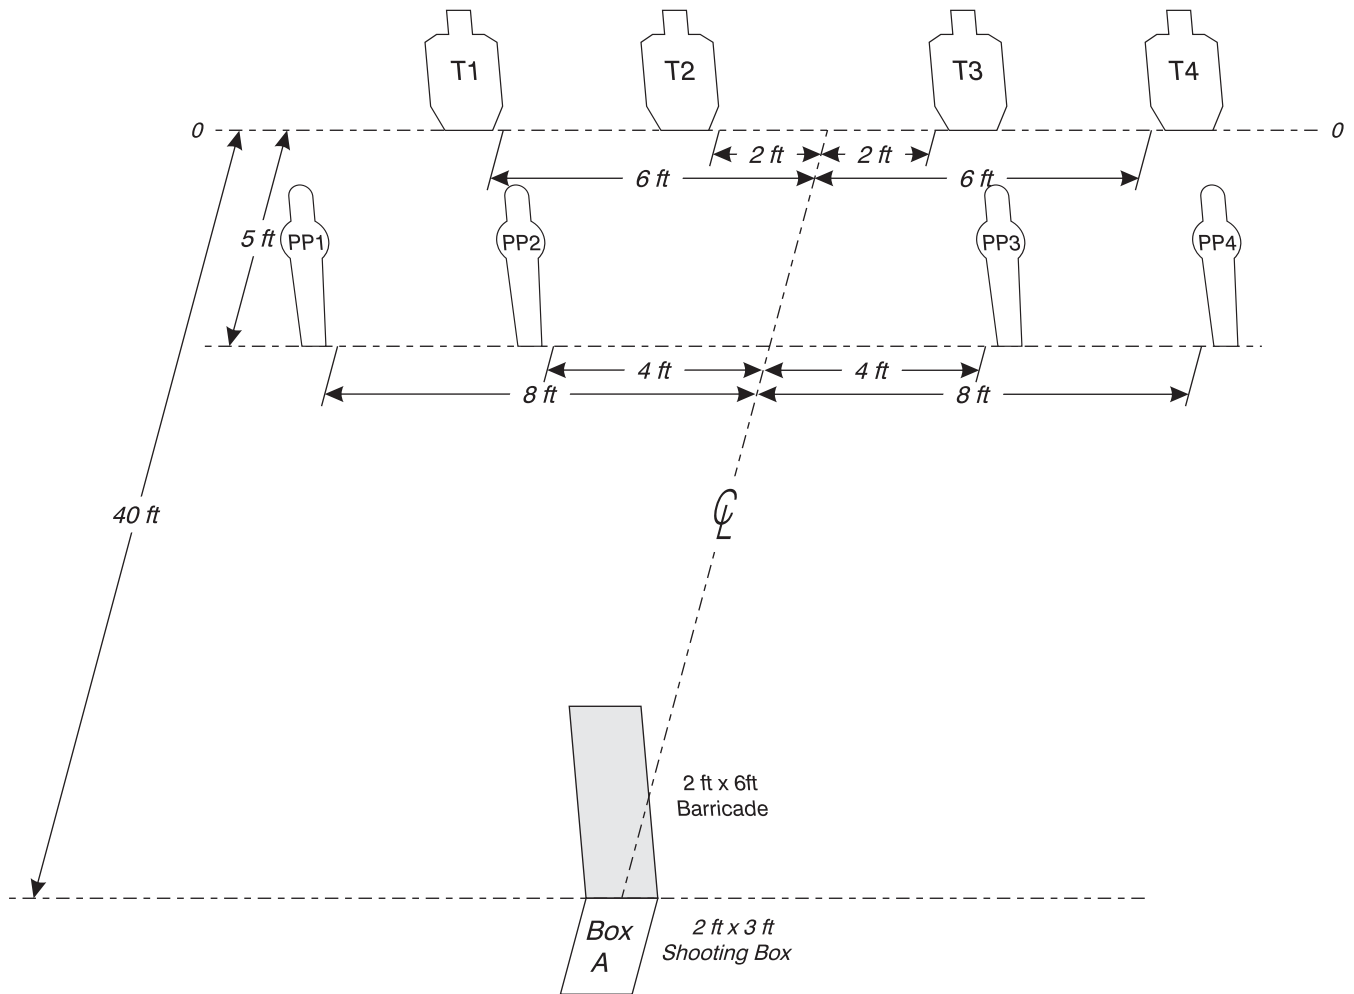 T1 T2 T3 T4
0 0
2 ft 2 ft
6 ft 6 ft
5 ft PP1 PP2 PP3 PP4
4 ft 4 ft
8 ft 8 ft
40 ft
CL
2 ft x 6ft
Barricade
Box
A
2 ft x 3 ft
Shooting Box